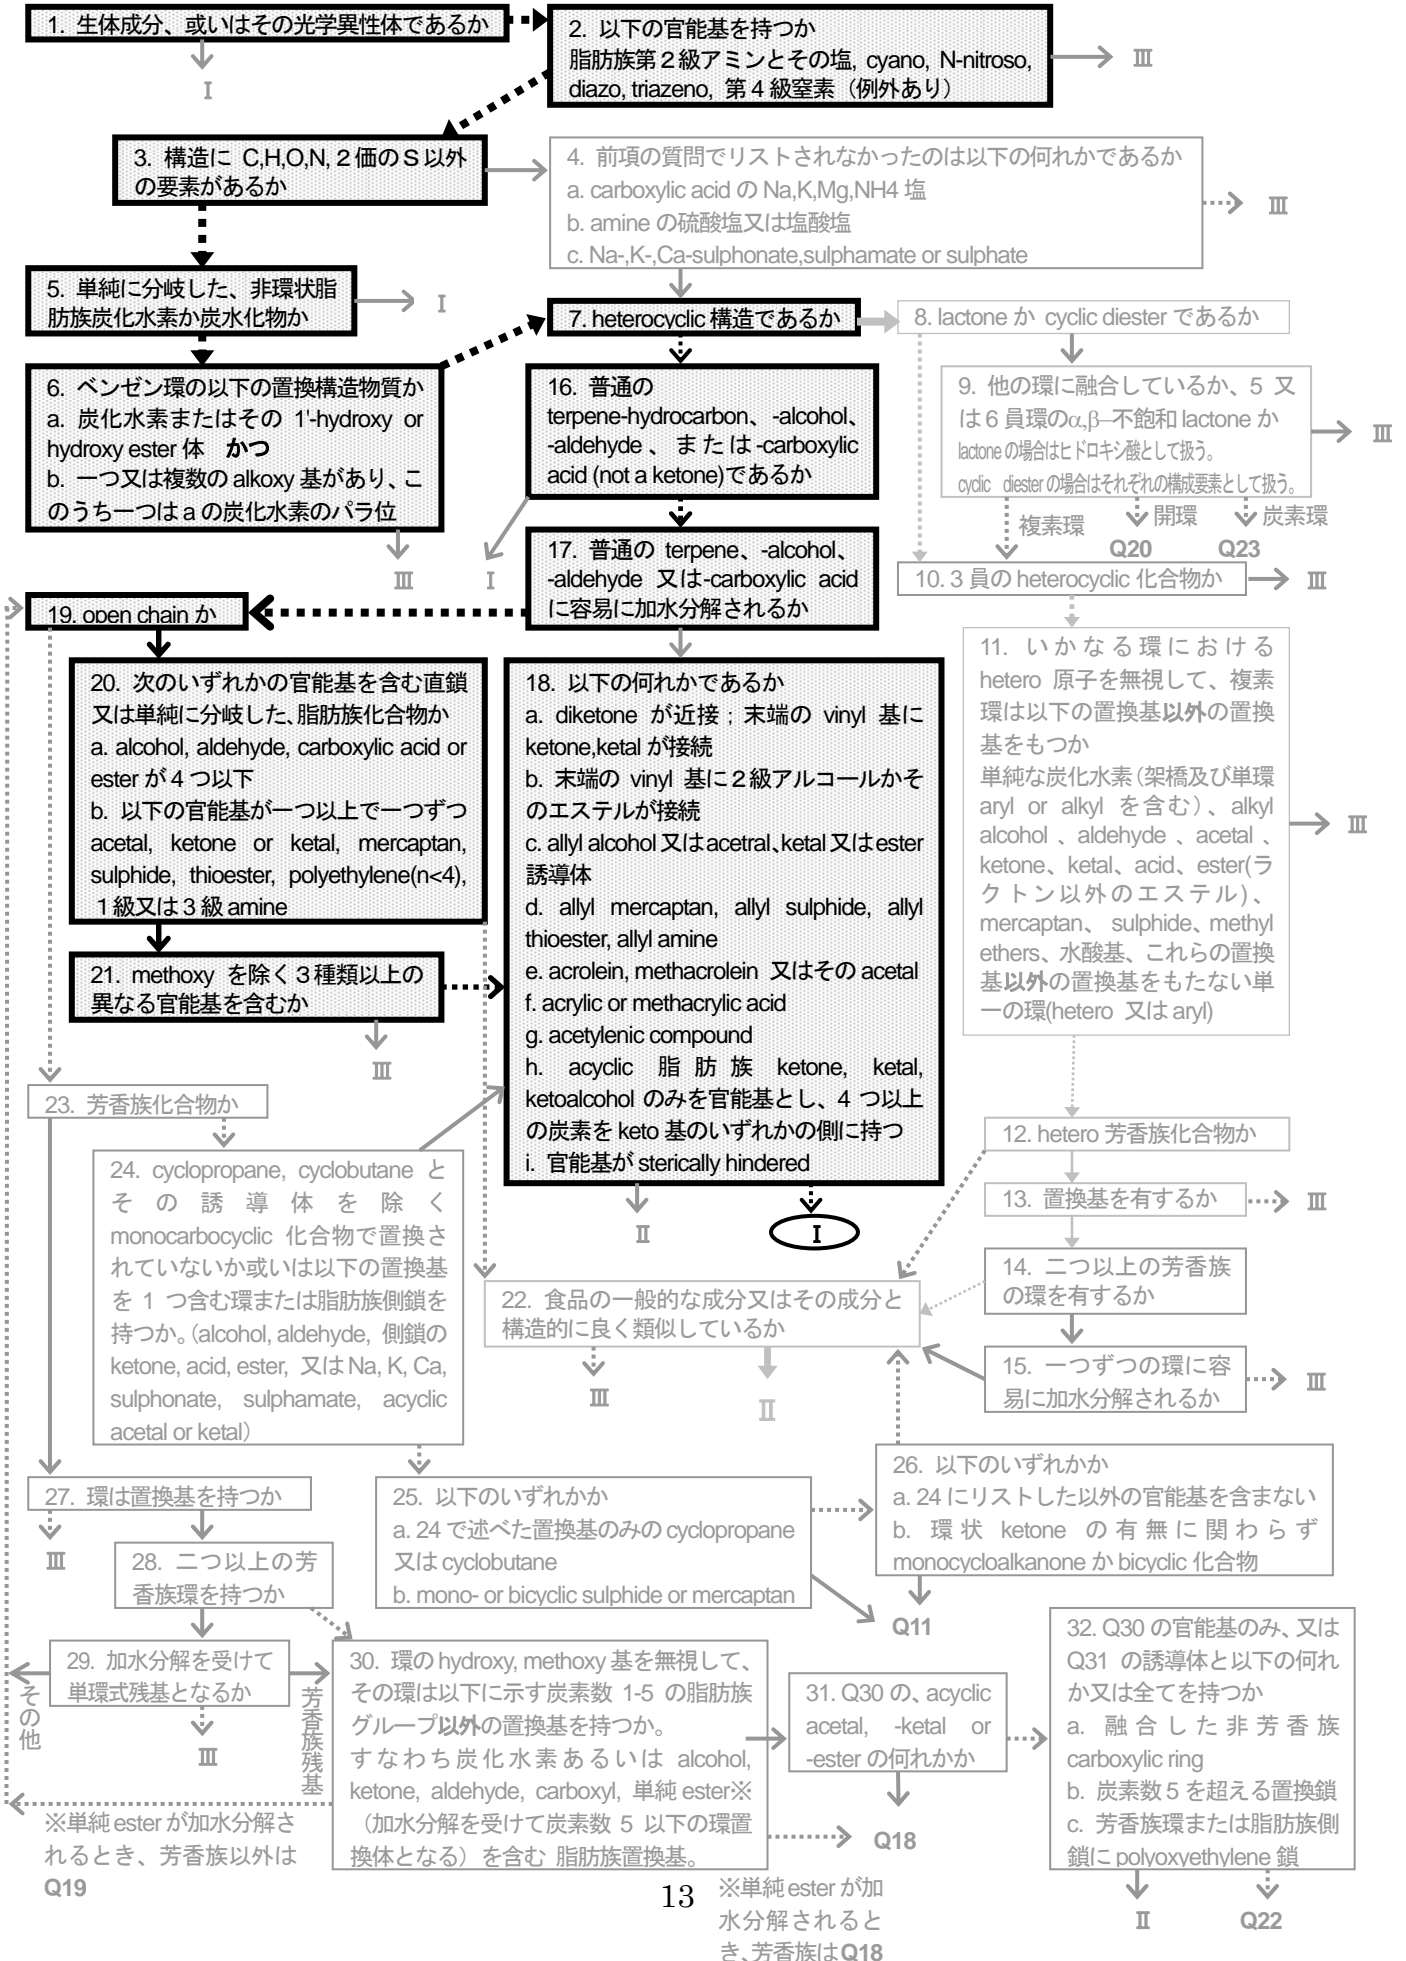 1. 生体成分、或いはその光学異性体であるか
I
2. 以下の官能基を持つか
脂肪族第２級アミンとその塩, cyano, N-nitroso,
diazo, triazeno, 第４級窒素（例外あり）
Ⅲ
3. 構造に C,H,O,N,２価のＳ以外
の要素があるか
4. 前項の質問でリストされなかったのは以下の何れかであるか
a. carboxylic acid の Na,K,Mg,NH4 塩
b. amine の硫酸塩又は塩酸塩
c. Na-,K-,Ca-sulphonate,sulphamate or sulphate
Ⅲ
5. 単純に分岐した、非環状脂
肪族炭化水素か炭水化物か
I
7. heterocyclic 構造であるか
8. lactone か cyclic diester であるか
6. ベンゼン環の以下の置換構造物質か
a. 炭化水素またはその 1'-hydroxy or
hydroxy ester 体　かつ
b. 一つ又は複数の alkoxy 基があり、こ
のうち一つは a の炭化水素のパラ位
Ⅲ
16. 普通の
terpene-hydrocarbon、-alcohol、
-aldehyde、または-carboxylic
acid (not a ketone)であるか
I
9. 他の環に融合しているか、5 又
は 6 員環のα,β–不飽和 lactone か
lactone の場合はヒドロキシ酸として扱う。
cyclic diester の場合はそれぞれの構成要素として扱う。
Ⅲ
複素環
開環
炭素環
Q20
Q23
17. 普通の terpene、-alcohol、
-aldehyde 又は-carboxylic acid
に容易に加水分解されるか
10. 3 員の heterocyclic 化合物か
Ⅲ
19. open chain か
20. 次のいずれかの官能基を含む直鎖
又は単純に分岐した、脂肪族化合物か
a. alcohol, aldehyde, carboxylic acid or
ester が 4 つ以下
b. 以下の官能基が一つ以上で一つずつ
acetal, ketone or ketal, mercaptan,
sulphide, thioester, polyethylene(n<4),
１級又は３級 amine
21. methoxy を除く３種類以上の
異なる官能基を含むか
Ⅲ
18. 以下の何れかであるか
a. diketone が近接；末端の vinyl 基に
ketone,ketal が接続
b. 末端の vinyl 基に２級アルコールかそ
のエステルが接続
c. allyl alcohol 又は acetral、ketal 又は ester
誘導体
d. allyl mercaptan, allyl sulphide, allyl
thioester, allyl amine
e. acrolein, methacrolein 又はその acetal
f. acrylic or methacrylic acid
g. acetylenic compound
h. acyclic 脂肪族 ketone, ketal,
ketoalcohol のみを官能基とし、4 つ以上
の炭素を keto 基のいずれかの側に持つ
i. 官能基が sterically hindered
Ⅱ
I
11. いかなる環における
hetero 原子を無視して、複素
環は以下の置換基以外の置換
基をもつか
単純な炭化水素（架橋及び単環
aryl or alkyl を含む）、alkyl
alcohol、aldehyde、acetal、
ketone、ketal、acid、ester(ラ
クトン以外のエステル)、
mercaptan、sulphide、methyl
ethers、水酸基、これらの置換
基以外の置換基をもたない単
一の環(hetero 又は aryl)
Ⅲ
23. 芳香族化合物か
12. hetero 芳香族化合物か
24. cyclopropane, cyclobutane と
その誘導体を除く
monocarbocyclic 化合物で置換さ
れていないか或いは以下の置換基
を 1 つ含む環または脂肪族側鎖を
持つか。（alcohol, aldehyde, 側鎖の
ketone, acid, ester, 又は Na, K, Ca,
sulphonate, sulphamate, acyclic
acetal or ketal）
13. 置換基を有するか
Ⅲ
14. 二つ以上の芳香族
の環を有するか
22. 食品の一般的な成分又はその成分と
構造的に良く類似しているか
Ⅲ
Ⅱ
15. 一つずつの環に容
易に加水分解されるか
Ⅲ
27. 環は置換基を持つか
Ⅲ
25. 以下のいずれかか
a. 24 で述べた置換基のみの cyclopropane
又は cyclobutane
b. mono- or bicyclic sulphide or mercaptan
26. 以下のいずれかか
a. 24 にリストした以外の官能基を含まない
b. 環状 ketone の有無に関わらず
monocycloalkanone か bicyclic 化合物
Q11
28. 二つ以上の芳
香族環を持つか
29. 加水分解を受けて
単環式残基となるか
その他
芳香族残基
Ⅲ
30. 環の hydroxy, methoxy 基を無視して、
その環は以下に示す炭素数 1-5 の脂肪族
グループ以外の置換基を持つか。
すなわち炭化水素あるいは alcohol,
ketone, aldehyde, carboxyl, 単純 ester※
（加水分解を受けて炭素数 5 以下の環置
換体となる）を含む 脂肪族置換基。
31. Q30 の、acyclic
acetal, -ketal or
-ester の何れかか
Q18
32. Q30 の官能基のみ、又は
Q31 の誘導体と以下の何れ
か又は全てを持つか
a. 融合した非芳香族
carboxylic ring
b. 炭素数 5 を超える置換鎖
c. 芳香族環または脂肪族側
鎖に polyoxyethylene 鎖
Ⅱ
Q22
※単純 ester が加水分解さ
れるとき、芳香族以外は
Q19
※単純 ester が加
水分解されると
き、芳香族は Q18
13